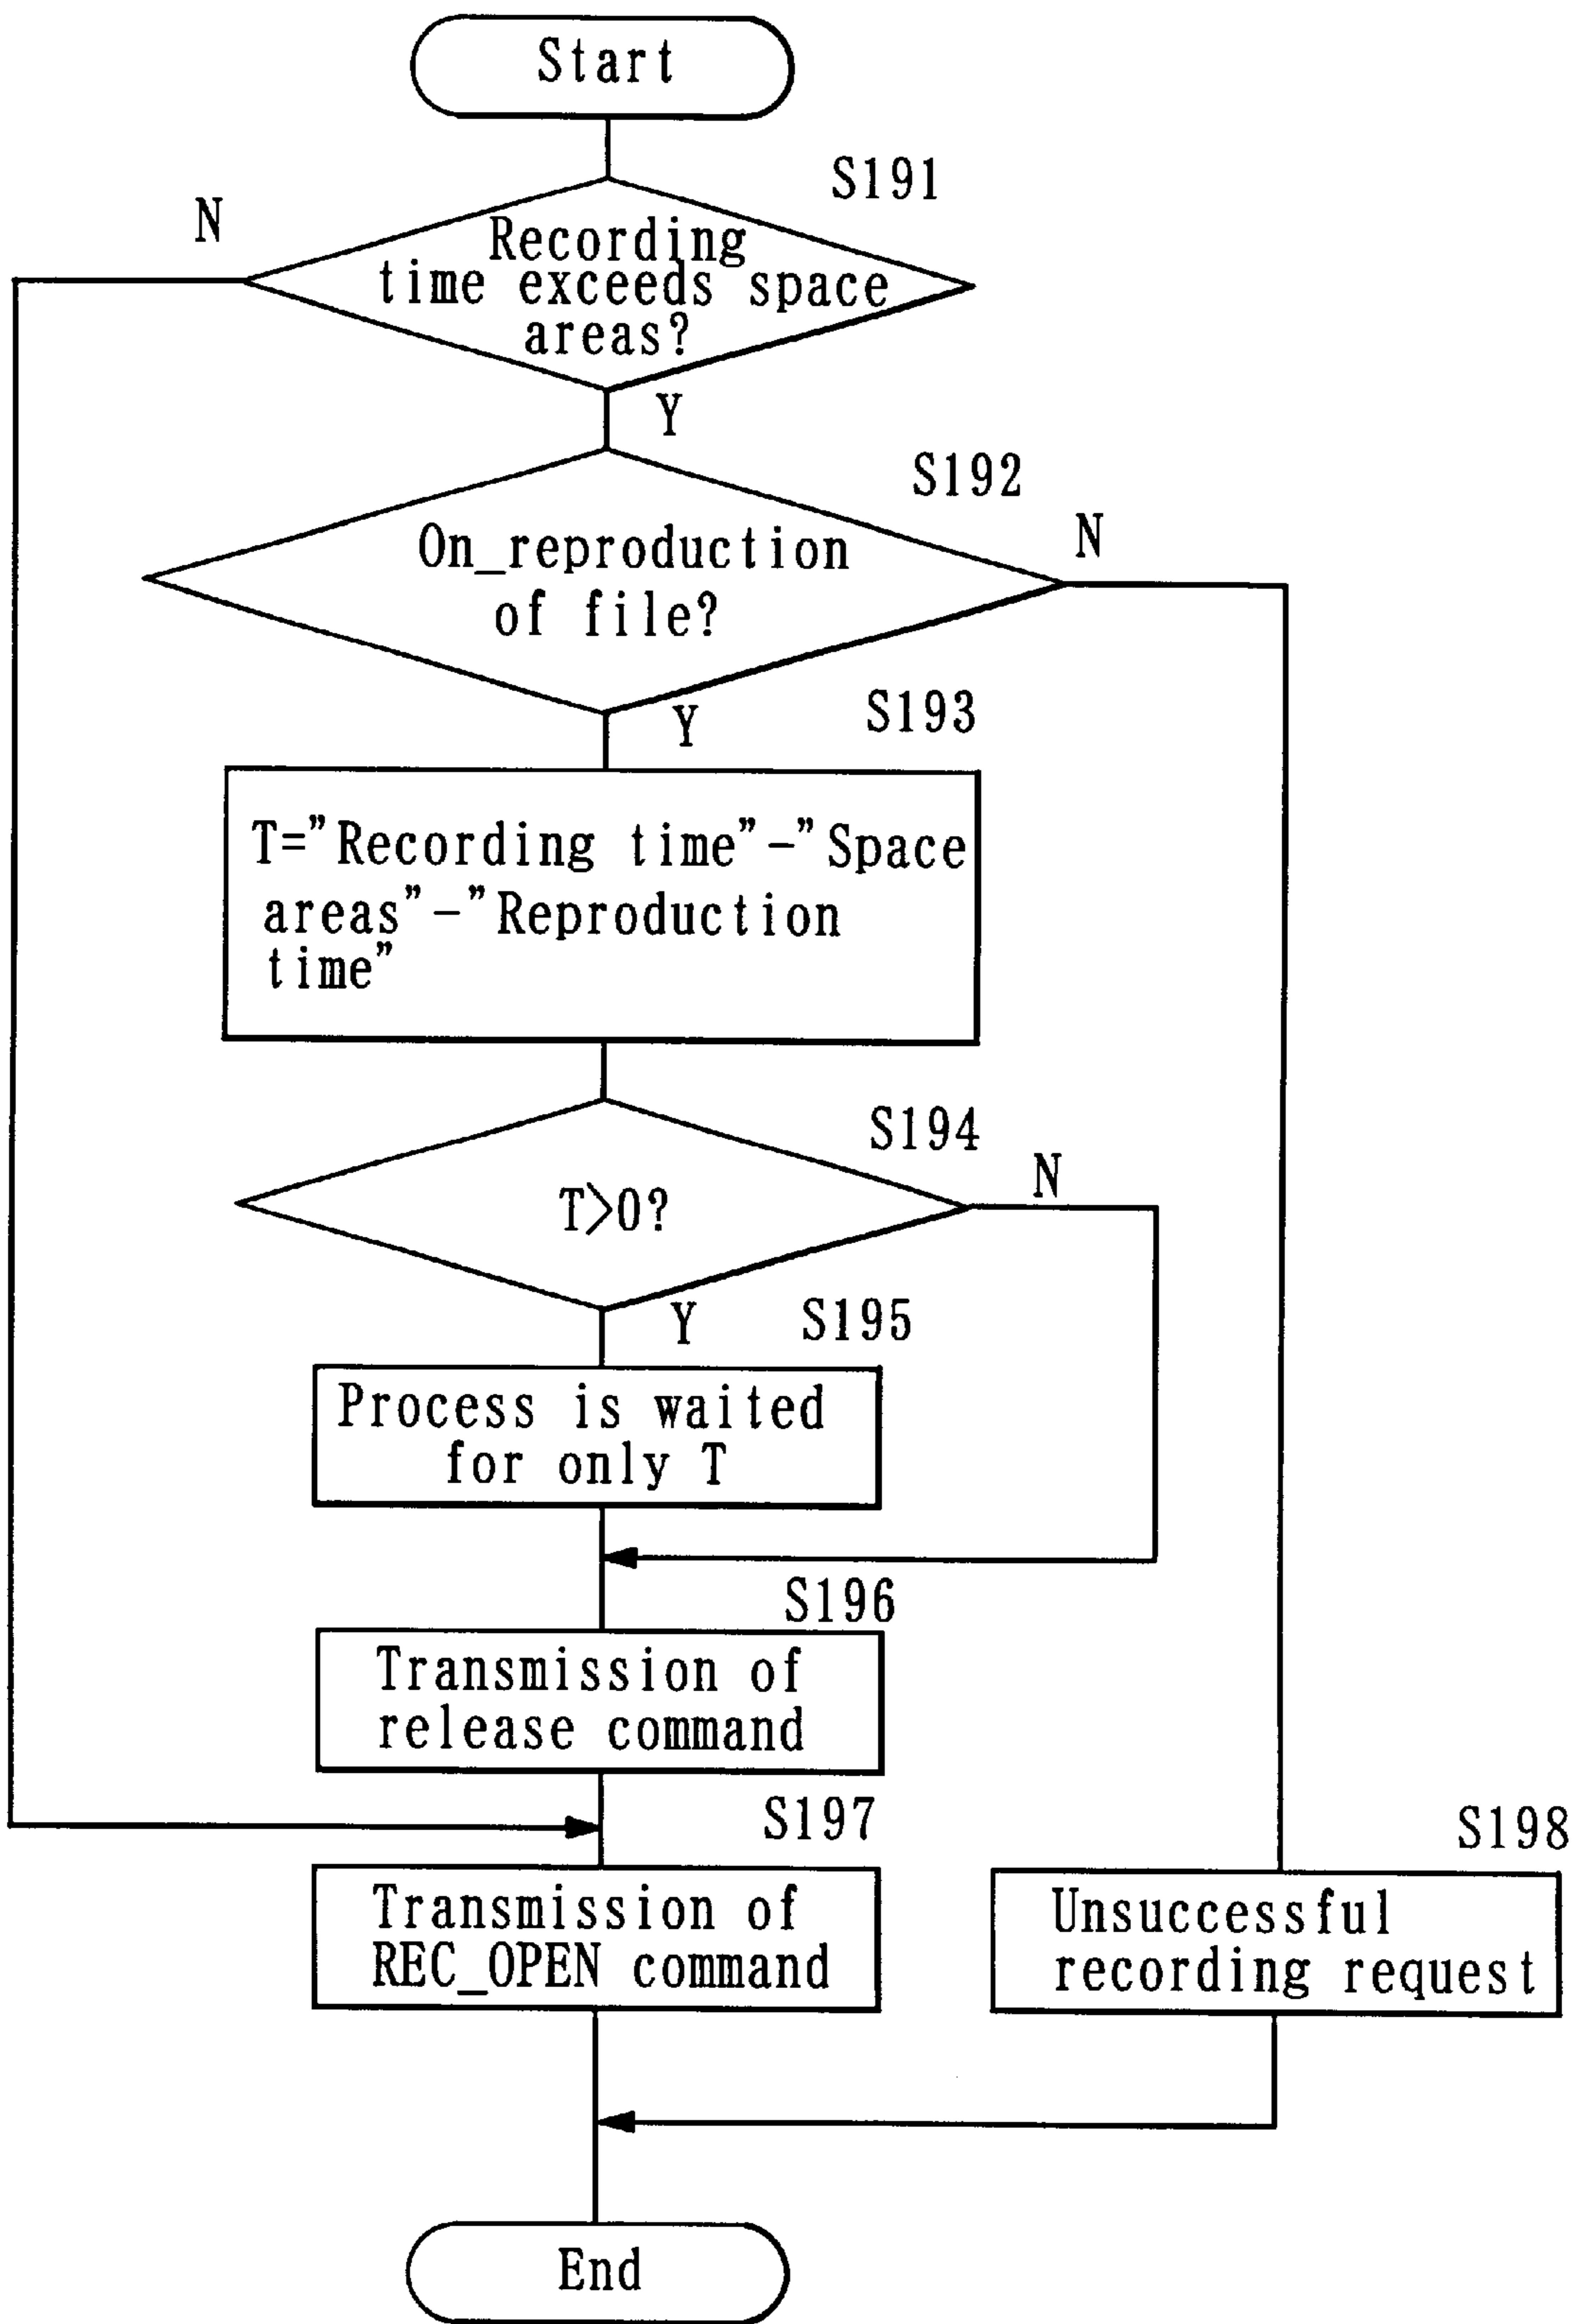 Start
S191
N
Recording
time exceeds space
areas?
Y
S192
N
On_reproduction
of file?
S193
Y
T="Recording time"-"Space
areas"-"Reproduction
time"
S194
N
T>0?
S195
Y
Process is waited
for only T
S196
Transmission of
release command
S197
S198
Transmission of
REC_OPEN command
Unsuccessful
recording request
End